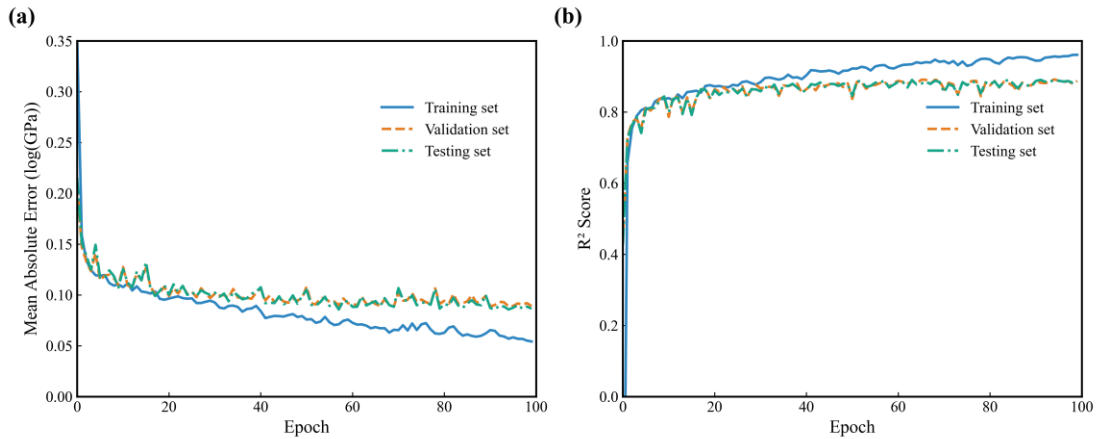 (a)
Mean Absolute Error (log(GPa))
0.35
0.30
0.25
0.20
0.15
0.10
0.05
0.00
0 20 40 60 80 100
Epoch
Training set
Validation set
Testing set
(b)
R² Score
1.0
0.8
0.6
0.4
0.2
0.0
0 20 40 60 80 100
Epoch
Training set
Validation set
Testing set